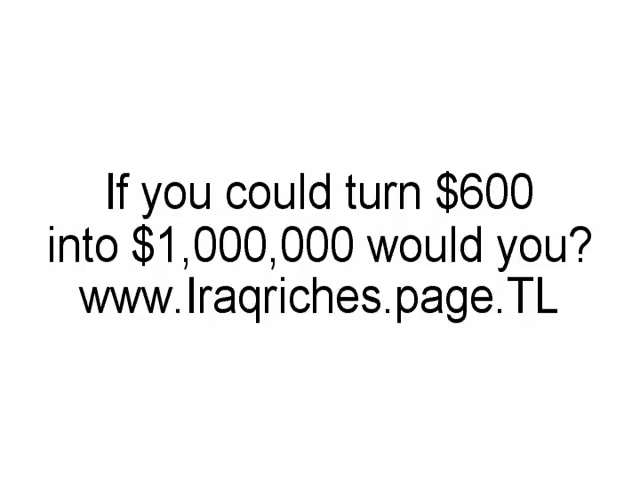 If you could turn $600
into $1,000,000 would you?
www.Iraqriches.page.TL